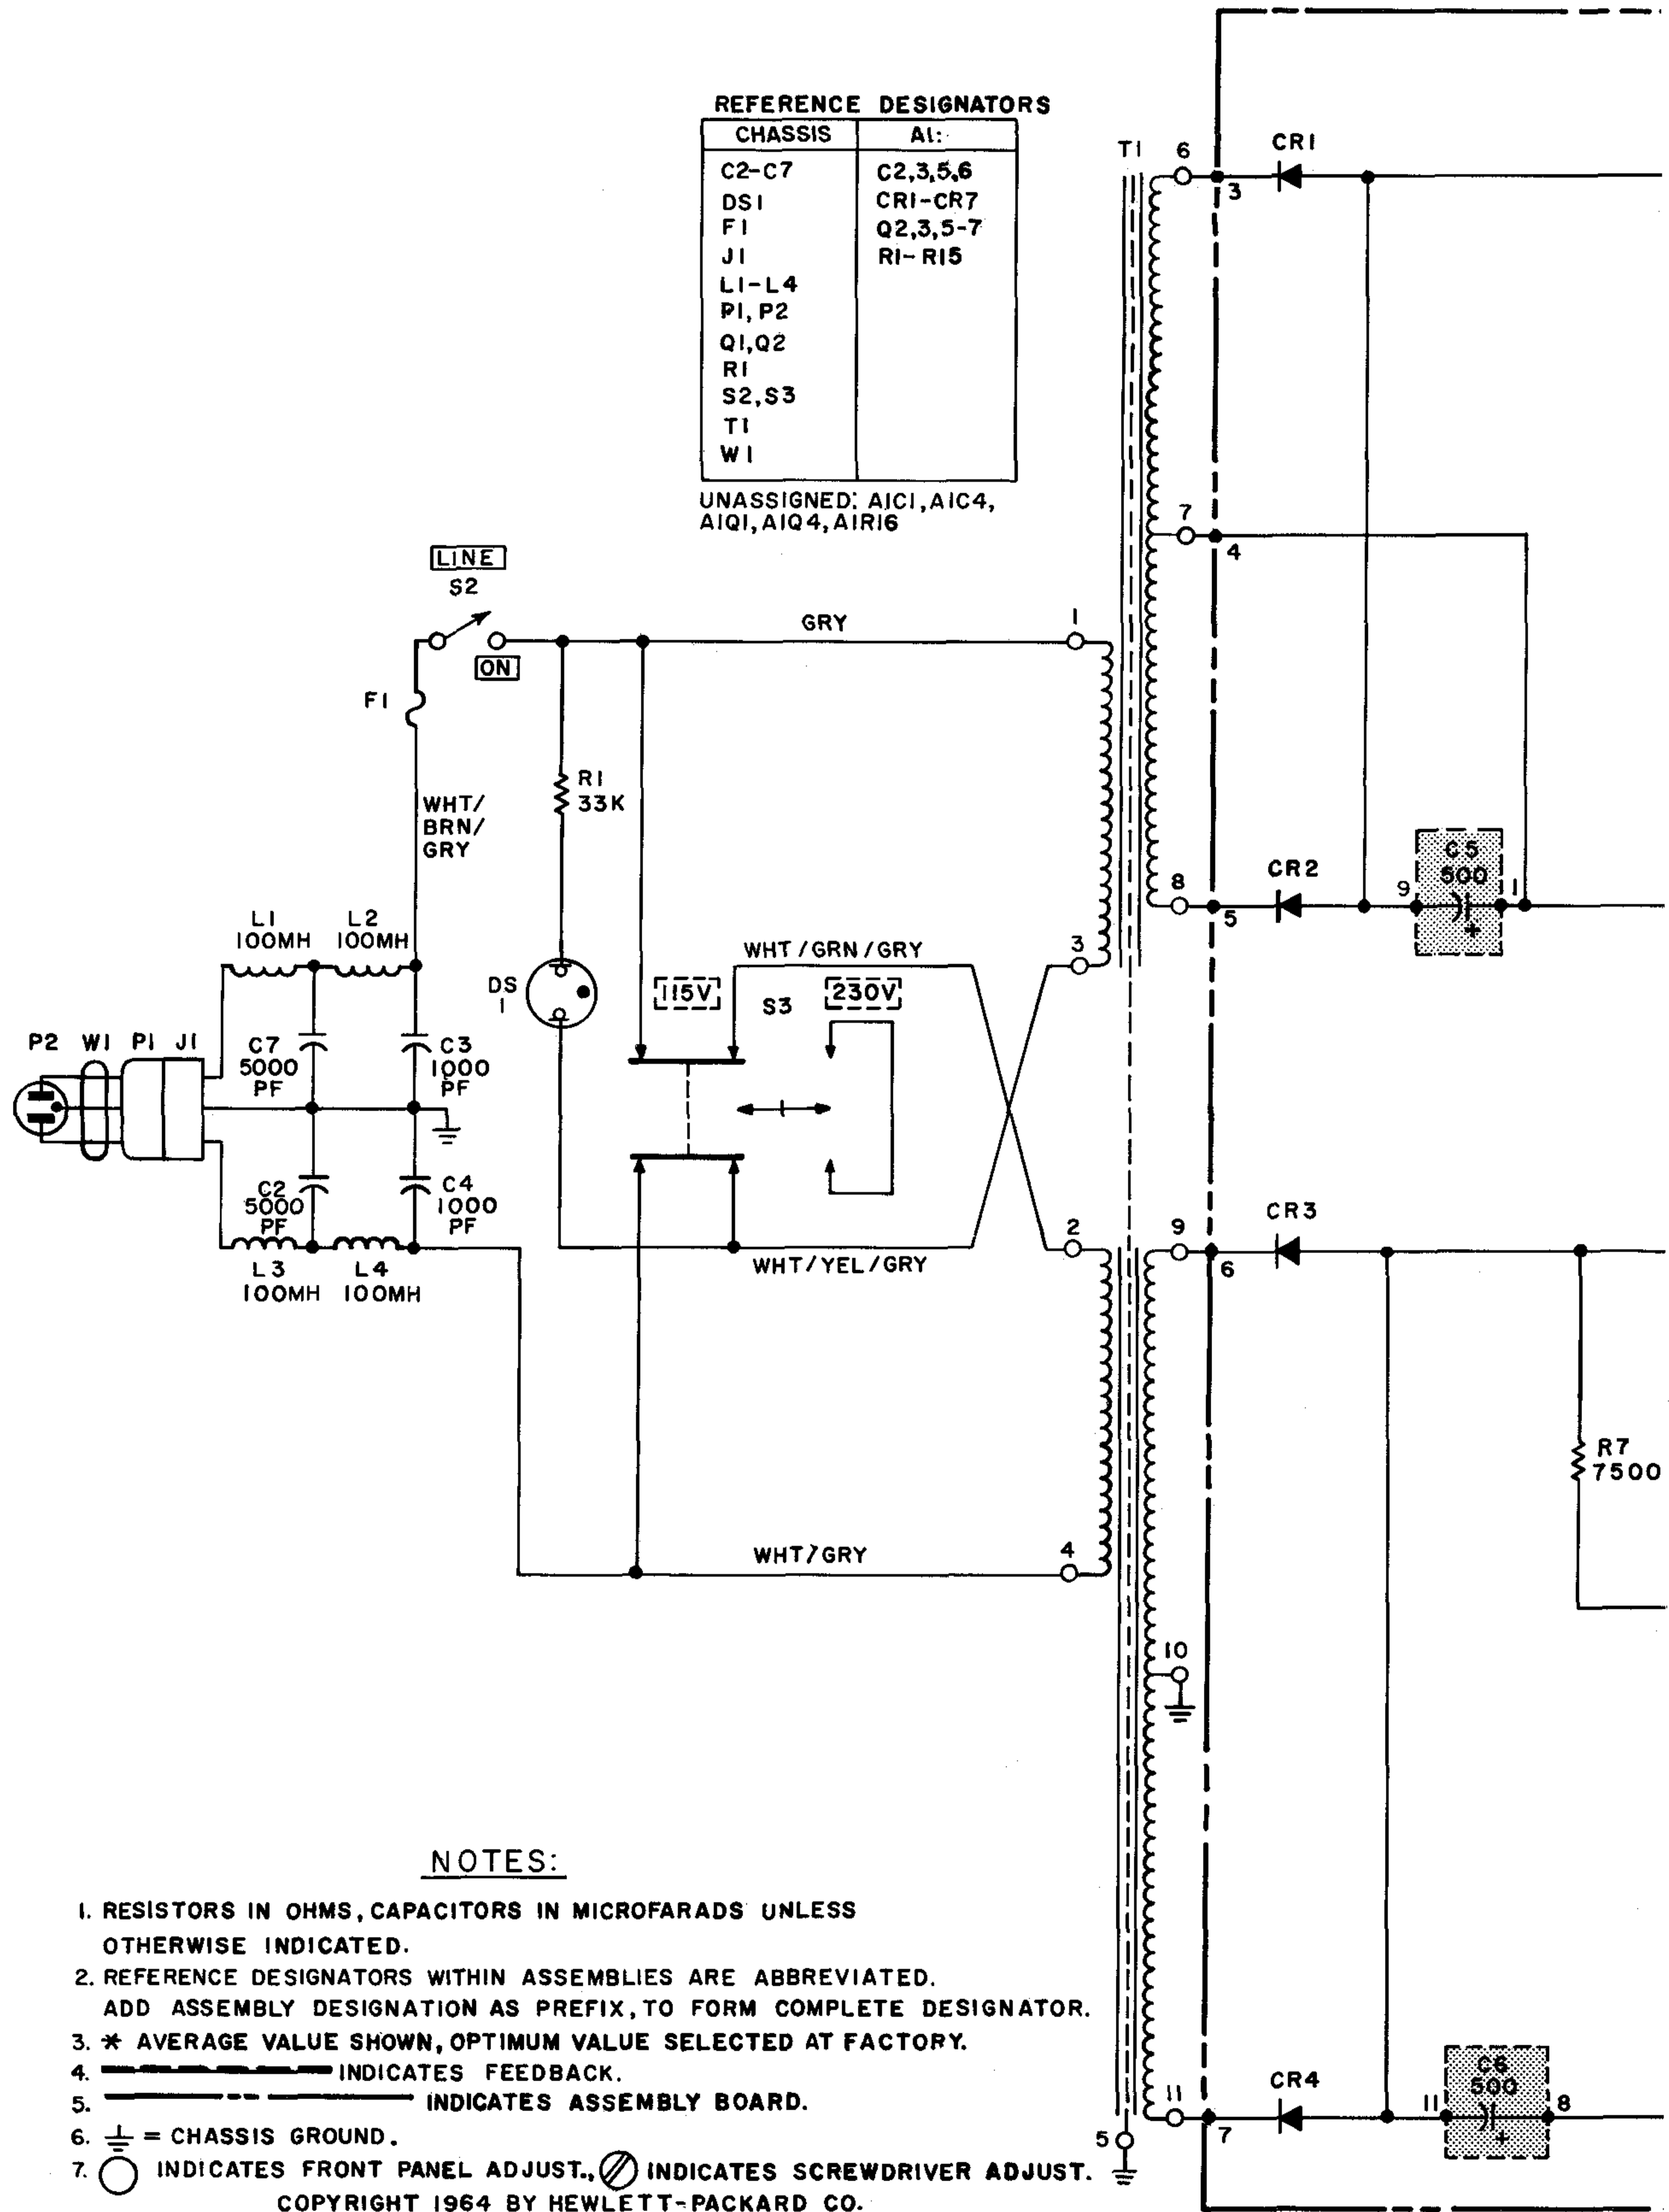 REFERENCE DESIGNATORS
CHASSIS A1:
C2-C7 C2,3,5,6
DS1 CR1-CR7
F1 Q2,3,5-7
J1 R1-R15
L1-L4
P1, P2
Q1,Q2
R1
S2,S3
T1
W1
UNASSIGNED: A1C1, A1C4,
A1Q1, A1Q4, A1R16
T1
6
3
CR1
7
4
LINE
S2
ON
GRY
1
F1
R1
33K
WHT/
BRN/
GRY
8
5
CR2
9
C5
500
+
1
L1
100MH
L2
100MH
3
WHT/GRN/GRY
DS
1
115V
S3
230V
P2 W1 P1 J1
C7
5000
PF
C3
1000
PF
C2
5000
PF
C4
1000
PF
L3
100MH
L4
100MH
WHT/YEL/GRY
2
9
6
CR3
R7
7500
WHT/GRY
4
10
11
7
CR4
11
C6
500
+
8
5
NOTES:
1. RESISTORS IN OHMS, CAPACITORS IN MICROFARADS UNLESS
OTHERWISE INDICATED.
2. REFERENCE DESIGNATORS WITHIN ASSEMBLIES ARE ABBREVIATED.
ADD ASSEMBLY DESIGNATION AS PREFIX, TO FORM COMPLETE DESIGNATOR.
3. * AVERAGE VALUE SHOWN, OPTIMUM VALUE SELECTED AT FACTORY.
4. INDICATES FEEDBACK.
5. INDICATES ASSEMBLY BOARD.
6. = CHASSIS GROUND.
7. INDICATES FRONT PANEL ADJUST., INDICATES SCREWDRIVER ADJUST.
COPYRIGHT 1964 BY HEWLETT-PACKARD CO.